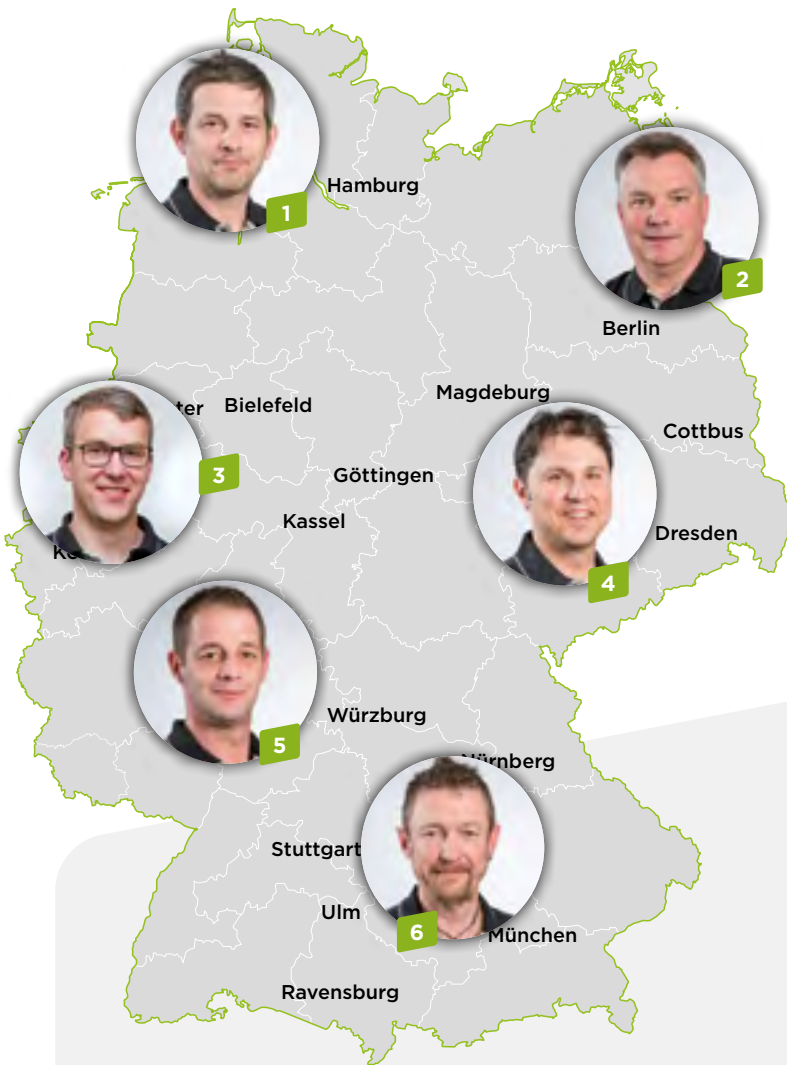 Hamburg
1
2
Berlin
Magdeburg
Bielefeld
Cottbus
3
Göttingen
Kassel
Dresden
4
Würzburg
5
Nürnberg
Stuttgart
Ulm
6
München
Ravensburg